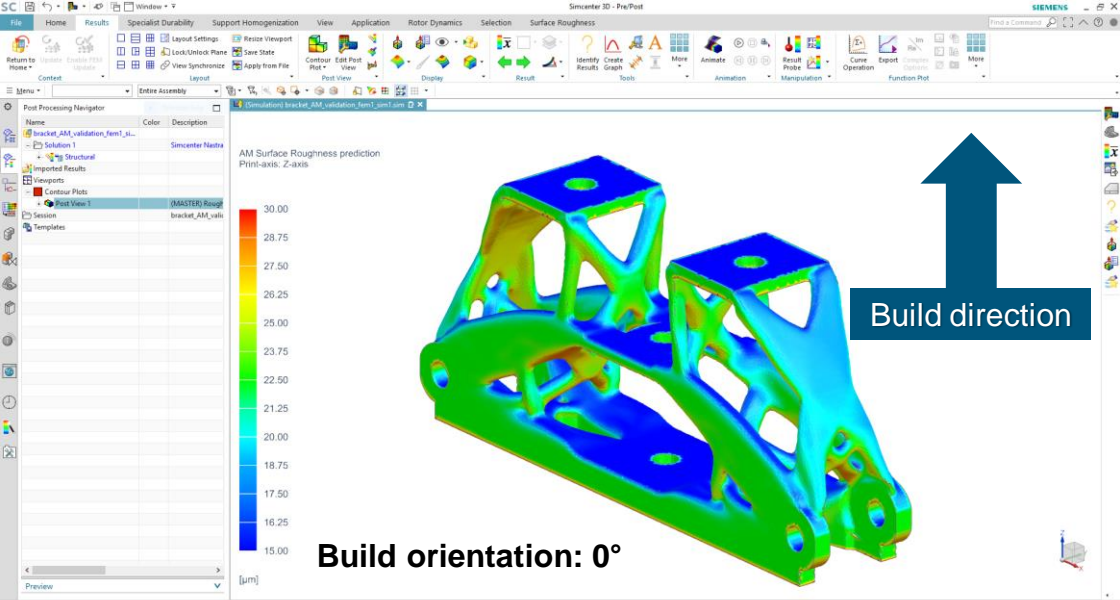 SC Window Simcenter 3D - Pre/Post SIEMENS
File Home Results Specialist Durability Support Homogenization View Application Rotor Dynamics Selection Surface Roughness Find a Command
Return to Home Update Enable FEM Update
Layout Settings
Lock/Unlock Plane
View Synchronize
Resize Viewport
Save State
Apply from File
Contour Plot Edit Post View
Identify Results Create Graph More
Animate
Result Probe
Curve Operation Export Complex Options More
Context Layout Post View Display Result Tools Animation Manipulation Function Plot
Menu Entire Assembly
Post Processing Navigator
(Simulation) bracket_AM_validation_fem1_sim1.sim
Name Color Description
bracket_AM_validation_fem1_si...
Solution 1 Simcenter Nastra
Structural
Imported Results
Viewports
Contour Plots
Post View 1 (MASTER) Rough
Session bracket_AM_valid
Templates
AM Surface Roughness prediction
Print-axis: Z-axis
30.00
28.75
27.50
26.25
25.00
23.75
22.50
21.25
20.00
18.75
17.50
16.25
15.00
[µm]
Build direction
Build orientation: 0°
Preview